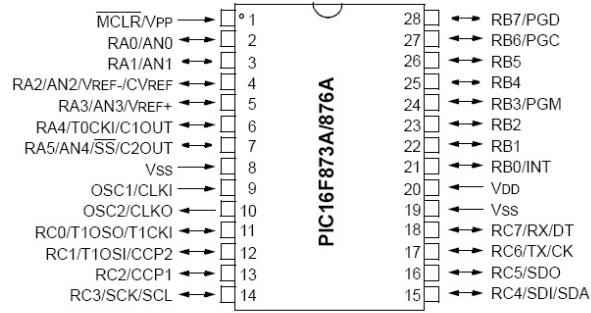 MCLR/VPP 1 28 RB7/PGD
RA0/AN0 2 27 RB6/PGC
RA1/AN1 3 26 RB5
RA2/AN2/VREF-/CVREF 4 25 RB4
RA3/AN3/VREF+ 5 24 RB3/PGM
RA4/T0CKI/C1OUT 6 23 RB2
RA5/AN4/SS/C2OUT 7 22 RB1
VSS 8 21 RB0/INT
OSC1/CLKI 9 20 VDD
OSC2/CLKO 10 19 VSS
RC0/T1OSO/T1CKI 11 18 RC7/RX/DT
RC1/T1OSI/CCP2 12 17 RC6/TX/CK
RC2/CCP1 13 16 RC5/SDO
RC3/SCK/SCL 14 15 RC4/SDI/SDA
PIC16F873A/876A